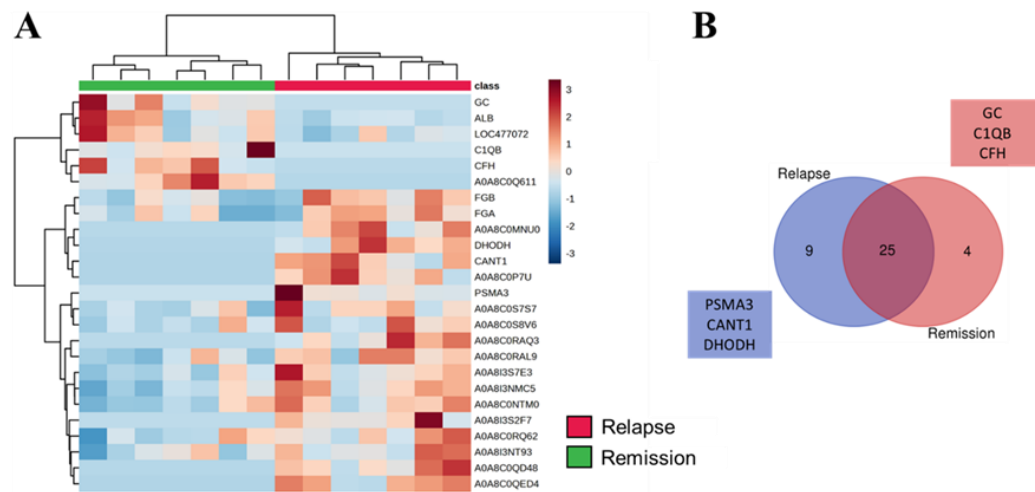 A
B
class
GC
ALB
LOC477072
C1QB
CFH
A0A8C0Q611
FGB
FGA
A0A8C0MNU0
DHODH
CANT1
A0A8C0P7U
PSMA3
A0A8C0S7S7
A0A8C0S8V6
A0A8C0RAQ3
A0A8C0RAL9
A0A8I3S7E3
A0A8I3NMC5
A0A8C0NTM0
A0A8I3S2F7
A0A8C0RQ62
A0A8I3NT93
A0A8C0QD48
A0A8C0QED4
3
2
1
0
-1
-2
-3
Relapse
Remission
GC
C1QB
CFH
Relapse
9
25
4
Remission
PSMA3
CANT1
DHODH